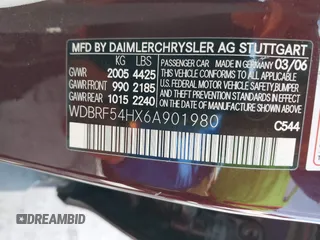 MFD BY DAIMLERCHRYSLER AG STUTTGART
KG LBS PASSENGER CAR MADE IN GERMANY 03/06
GVWR 2005 4425 THIS VEHICLE CONFORMS TO ALL APPLICABLE
GAWR FRONT 990 2185 U.S. FEDERAL MOTOR VEHICLE SAFETY, BUMPER,
GAWR REAR 1015 2240 AND THEFT PREVENTION STANDARDS IN EFFECT
ON THE DATE OF MANUFACTURE SHOWN ABOVE.
WDBRF54HX6A901980
C544
DREAMBID